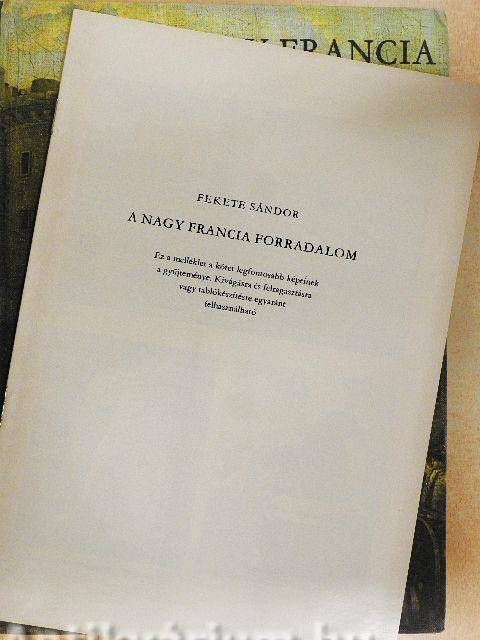 FRANCIA
FEKETE SÁNDOR
A NAGY FRANCIA FORRADALOM
Ez a melléklet a kötet legfontosabb képeinek
a gyűjteménye. Kivágásra és felragasztásra
vagy tablókészítésre egyaránt
felhasználható